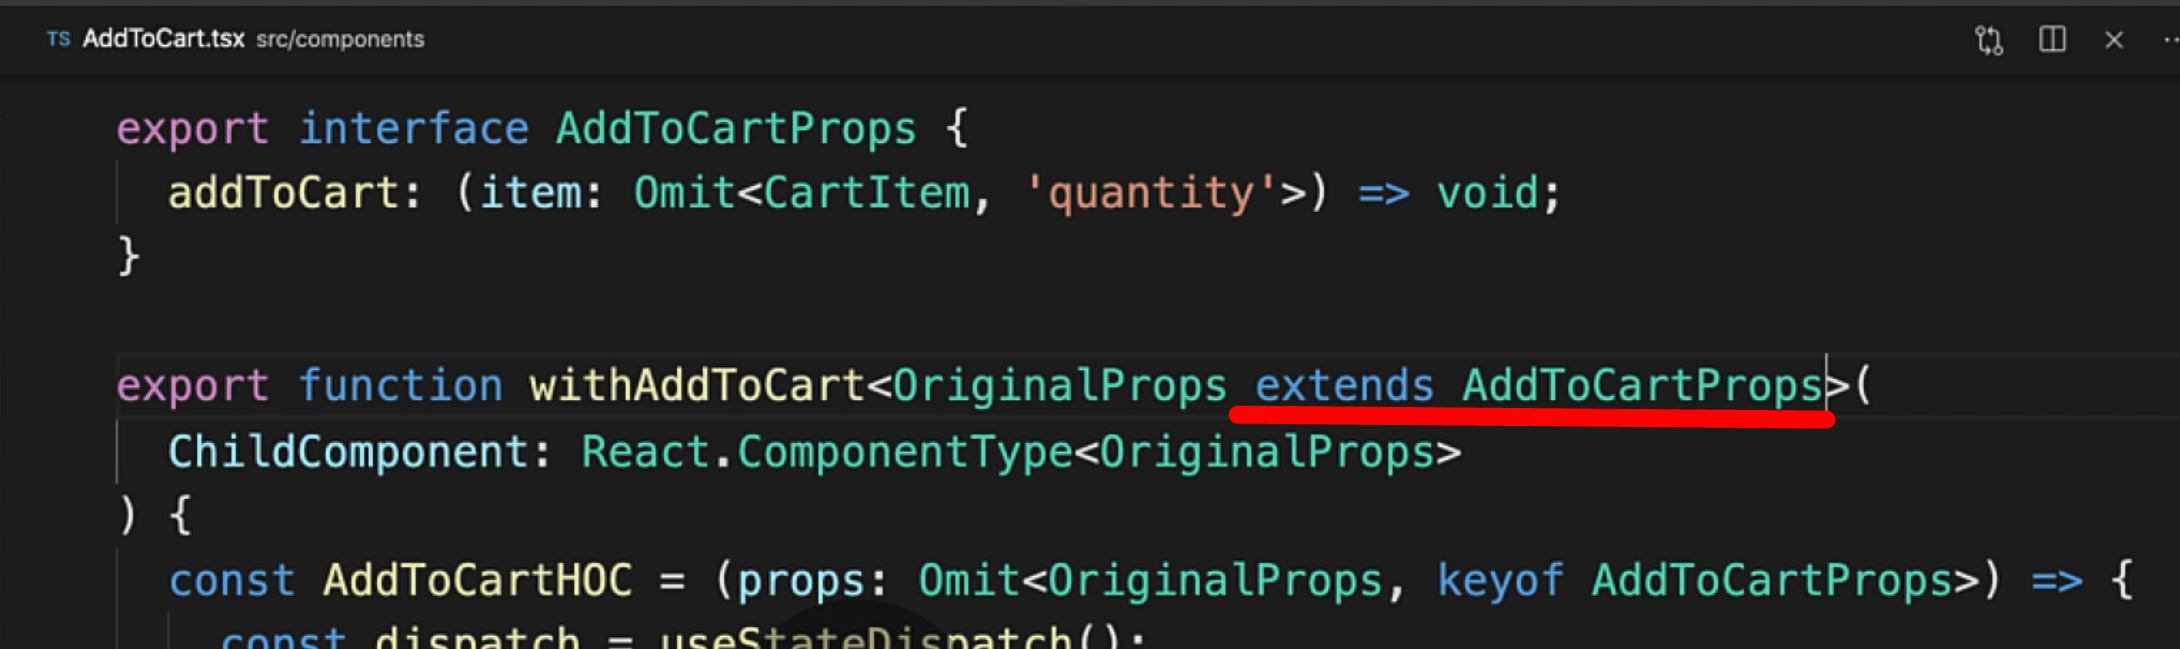 TS AddToCart.tsx src/components
export interface AddToCartProps {
addToCart: (item: Omit<CartItem, 'quantity'>) => void;
}
export function withAddToCart<OriginalProps extends AddToCartProps>(
ChildComponent: React.ComponentType<OriginalProps>
) {
const AddToCartHOC = (props: Omit<OriginalProps, keyof AddToCartProps>) => {
const dispatch = useStateDispatch();